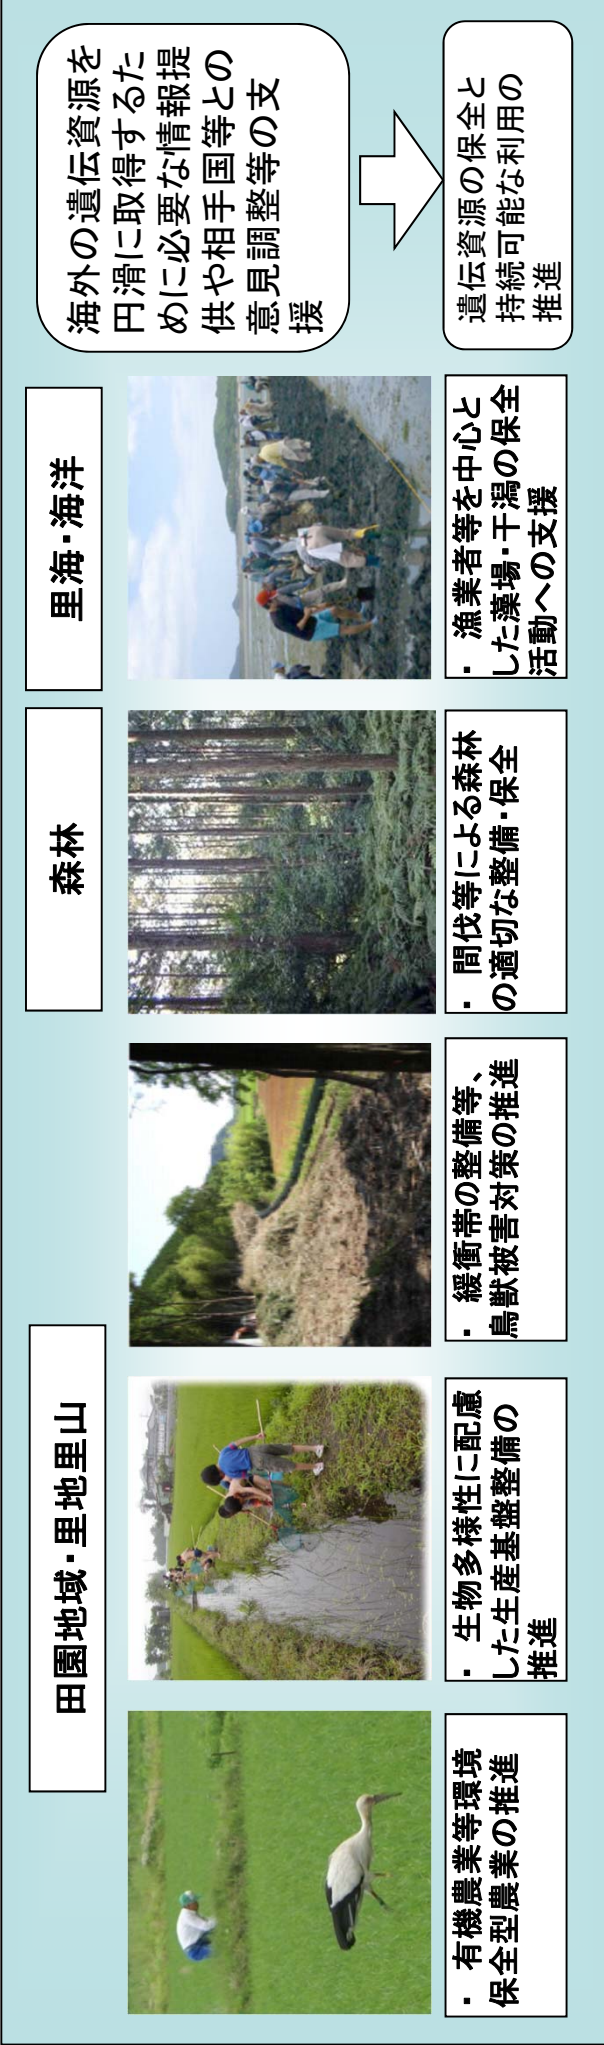 田園地域・里地里山
・ 有機農業等環境
保全型農業の推進
・ 生物多様性に配慮
した生産基盤整備の
推進
・ 緩衝帯の整備等、
鳥獣被害対策の推進
森林
・ 間伐等による森林
の適切な整備・保全
里海・海洋
・ 漁業者等を中心と
した藻場・干潟の保全
活動への支援
海外の遺伝資源を
円滑に取得するた
めに必要な情報提
供や相手国等との
意見調整等の支
援
遺伝資源の保全と
持続可能な利用の
推進